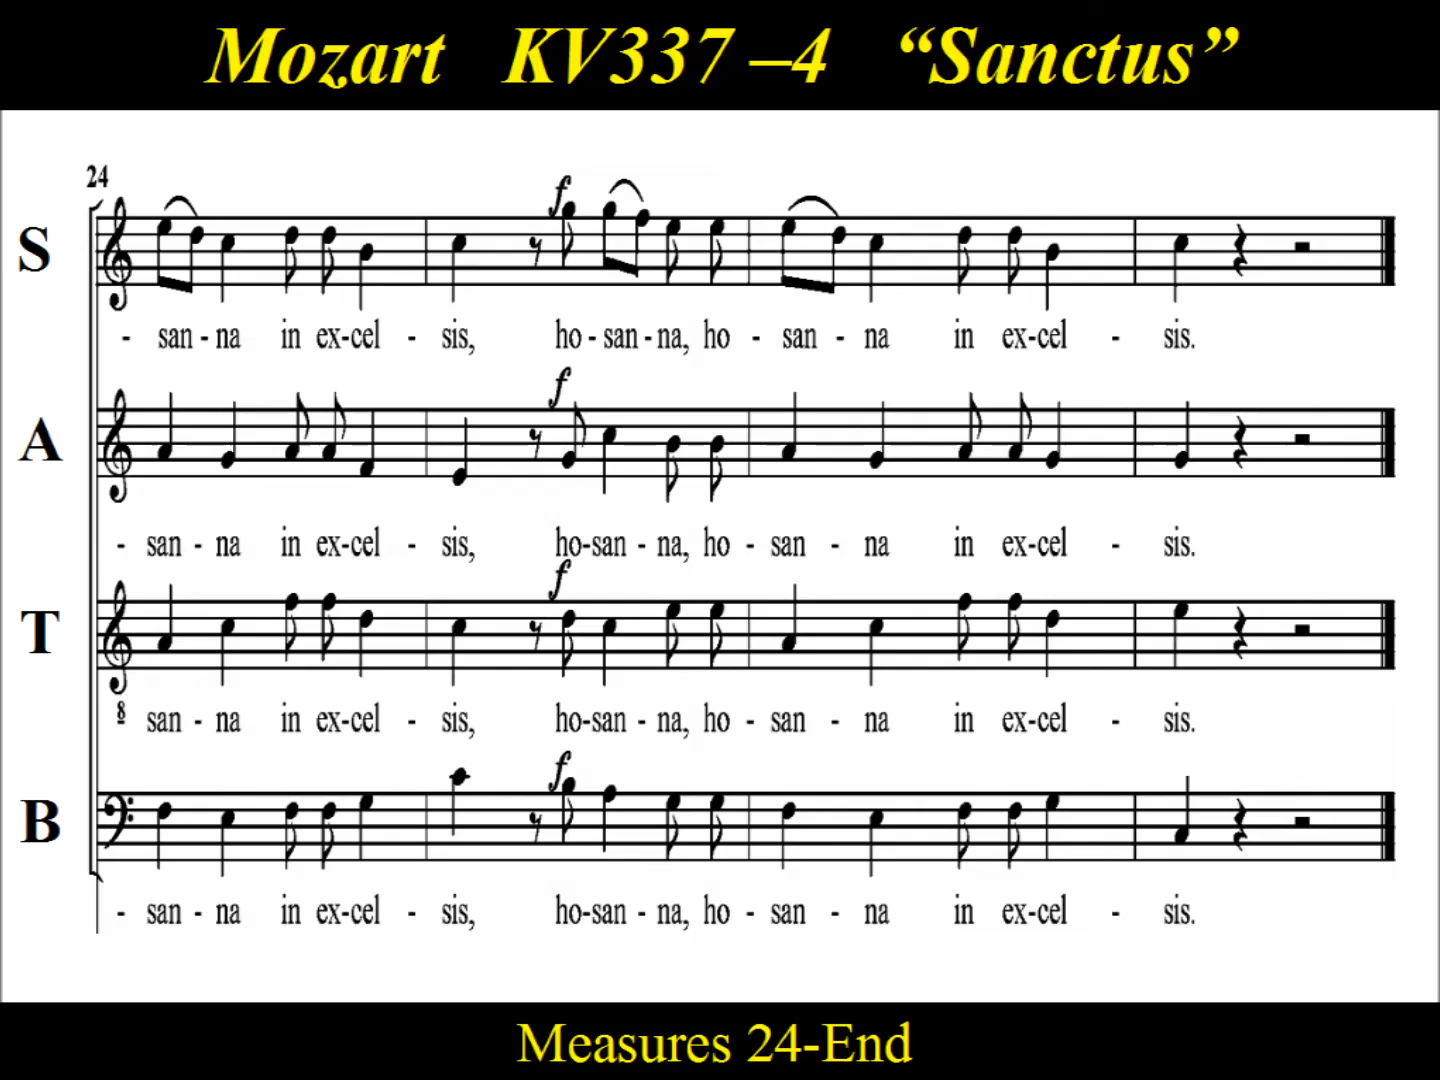 Mozart KV337 –4 “Sanctus”
24
f
S
- san - na in ex-cel - sis, ho - san - na, ho - san - na in ex-cel - sis.
f
A
- san - na in ex-cel - sis, ho-san - na, ho - san - na in ex-cel - sis.
f
T
8
san - na in ex-cel - sis, ho-san - na, ho - san - na in ex-cel - sis.
f
B
- san - na in ex-cel - sis, ho-san - na, ho - san - na in ex-cel - sis.
Measures 24-End